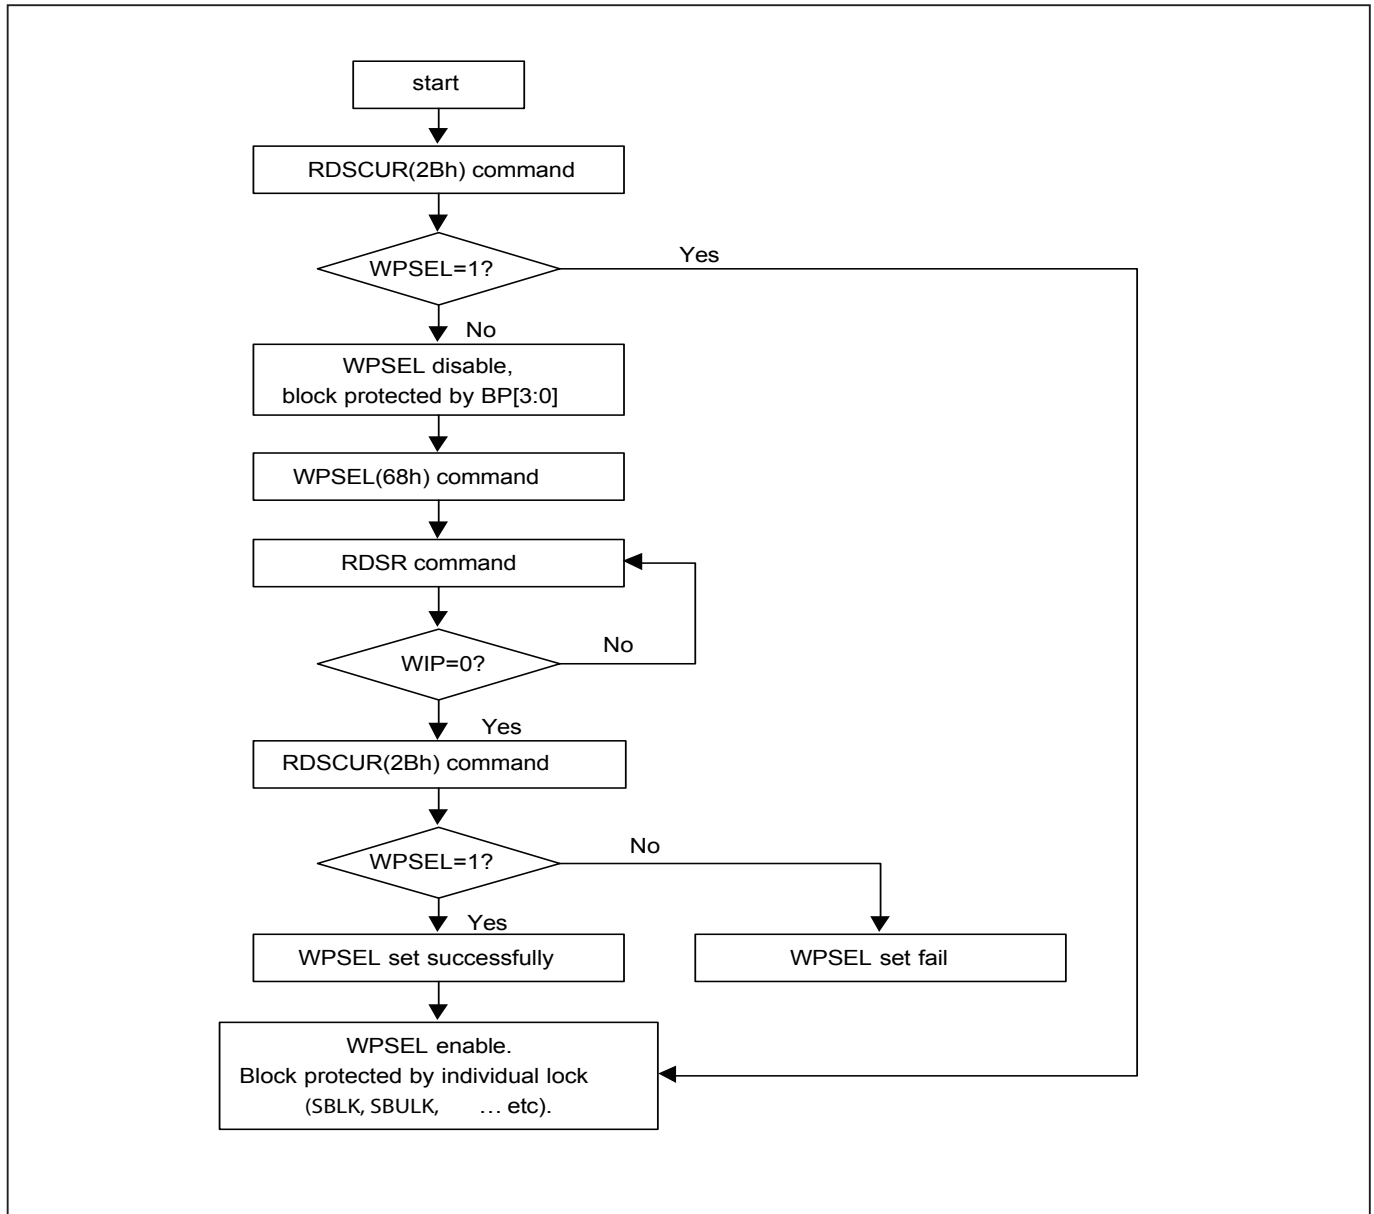 start
RDSCUR(2Bh) command
WPSEL=1?
Yes
No
WPSEL disable,
block protected by BP[3:0]
WPSEL(68h) command
RDSR command
WIP=0?
No
Yes
RDSCUR(2Bh) command
WPSEL=1?
No
Yes
WPSEL set successfully
WPSEL set fail
WPSEL enable.
Block protected by individual lock
(SBLK, SBULK, … etc).